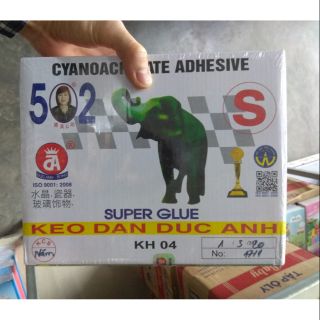 CYANOACRYLATE ADHESIVE
502
S
ISO 9001: 2008
水晶, 瓷器,
玻璃饰物,
SUPER GLUE
KEO DAN DUC ANH
KH 04
No:
TAPOLY